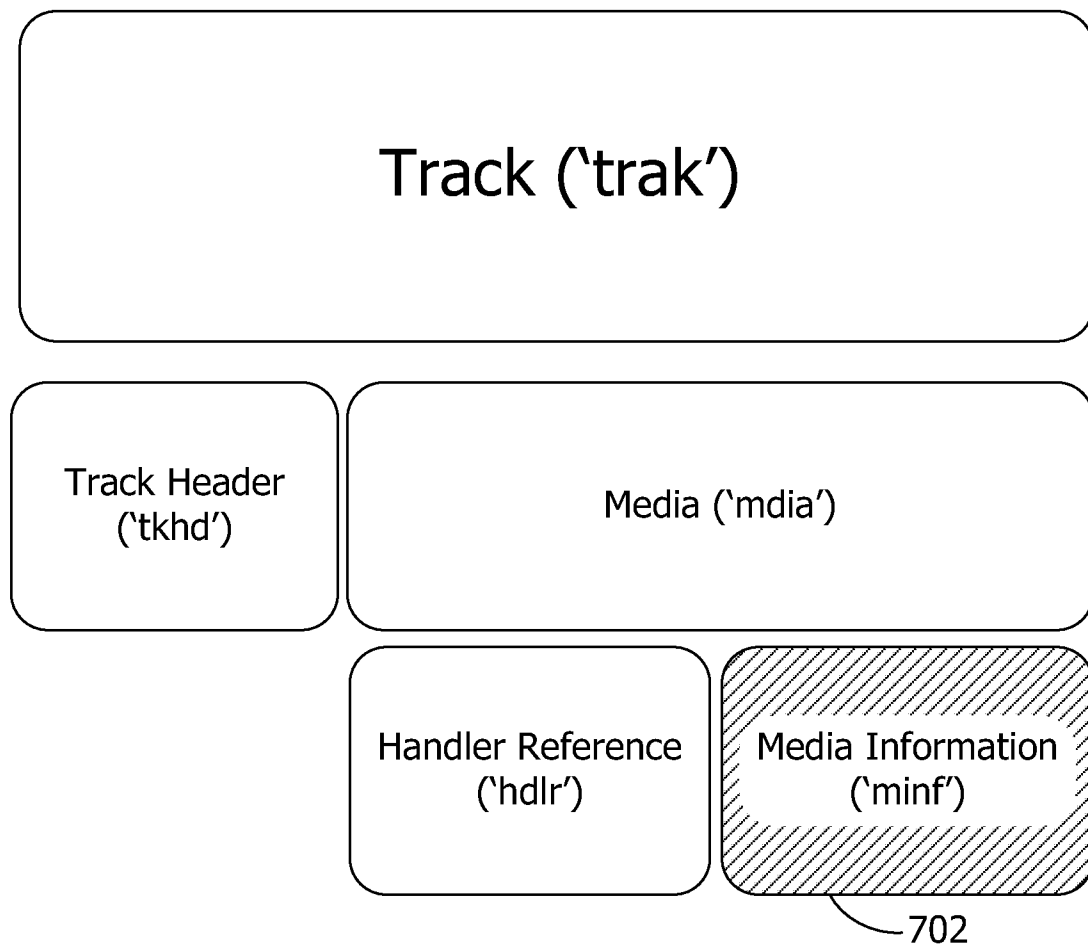 Track (‘trak’)
Track Header
(‘tkhd’)
Media (‘mdia’)
Handler Reference
(‘hdlr’)
Media Information
(‘minf’)
702